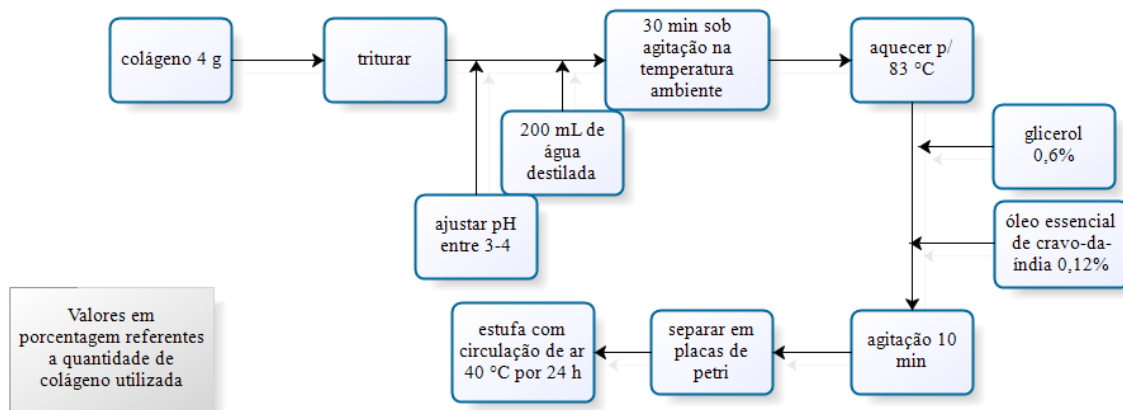 colágeno 4 g
triturar
30 min sob
agitação na
temperatura
ambiente
aquecer p/
83 °C
200 mL de
água
destilada
ajustar pH
entre 3-4
glicerol
0,6%
óleo essencial
de cravo-da-
índia 0,12%
agitação 10
min
separar em
placas de
petri
estufa com
circulação de ar
40 °C por 24 h
Valores em
porcentagem referentes
a quantidade de
colágeno utilizada